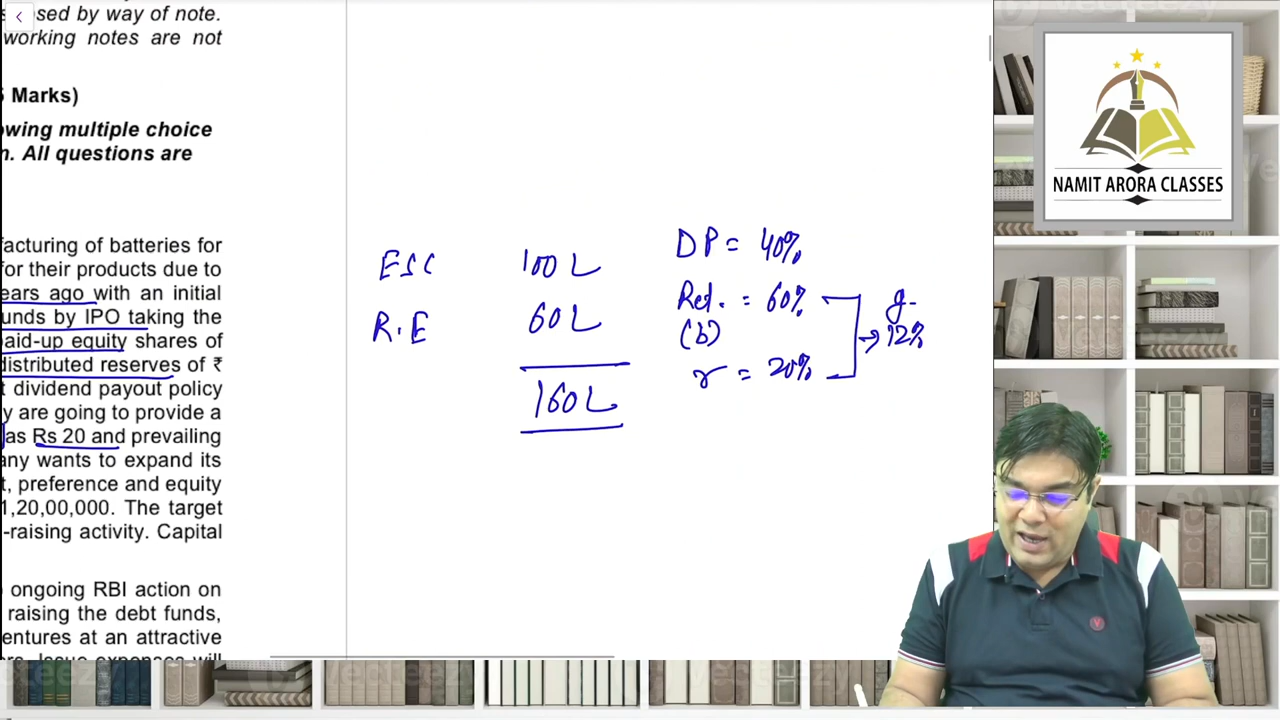 sed by way of note.
working notes are not
Marks)
owing multiple choice
n. All questions are
facturing of batteries for
for their products due to
ears ago with an initial
unds by IPO taking the
paid-up equity shares of
distributed reserves of ₹
t dividend payout policy
y are going to provide a
as Rs 20 and prevailing
any wants to expand its
t, preference and equity
1,20,00,000. The target
-raising activity. Capital
ongoing RBI action on
raising the debt funds,
entures at an attractive
ESC 100 L
R.E 60 L
160 L
DP = 40%
Ret. = 60%
(b)
r = 20%
g-
12%
NAMIT ARORA CLASSES